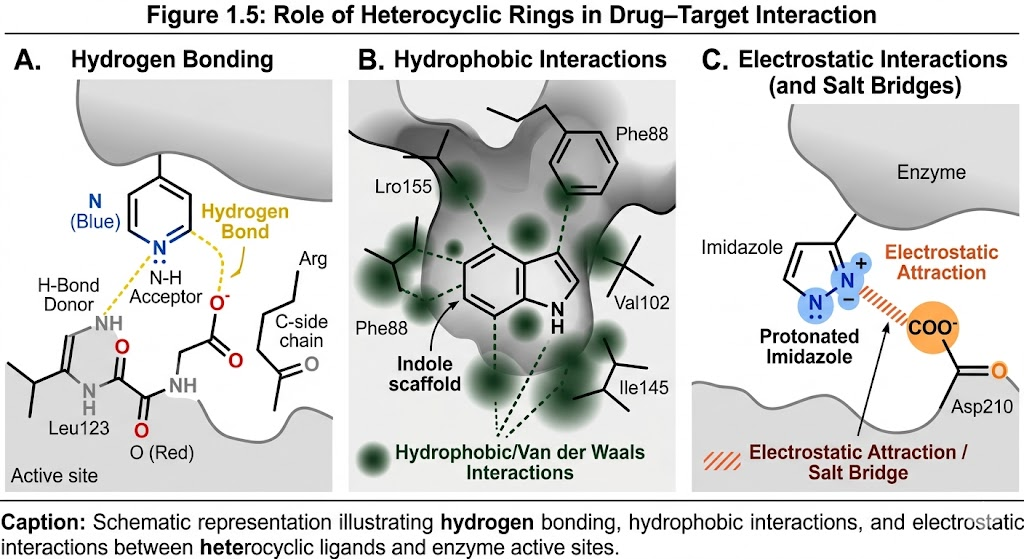 Figure 1.5: Role of Heterocyclic Rings in Drug–Target Interaction
A. Hydrogen Bonding
N
(Blue)
Hydrogen
Bond
N
N-H
Acceptor
H-Bond
Donor
NH
O-
O
Arg
C-side
chain
O
O
N
H
NH
O
Leu123
O (Red)
Active site
B. Hydrophobic Interactions
Phe88
Lro155
Val102
Phe88
N
H
Indole
scaffold
Ile145
Hydrophobic/Van der Waals
Interactions
C. Electrostatic Interactions
(and Salt Bridges)
Enzyme
Imidazole
Electrostatic
Attraction
+
N
−
N
Protonated
Imidazole
COO-
O
Asp210
Electrostatic Attraction /
Salt Bridge
Caption: Schematic representation illustrating hydrogen bonding, hydrophobic interactions, and electrostatic
interactions between heterocyclic ligands and enzyme active sites.